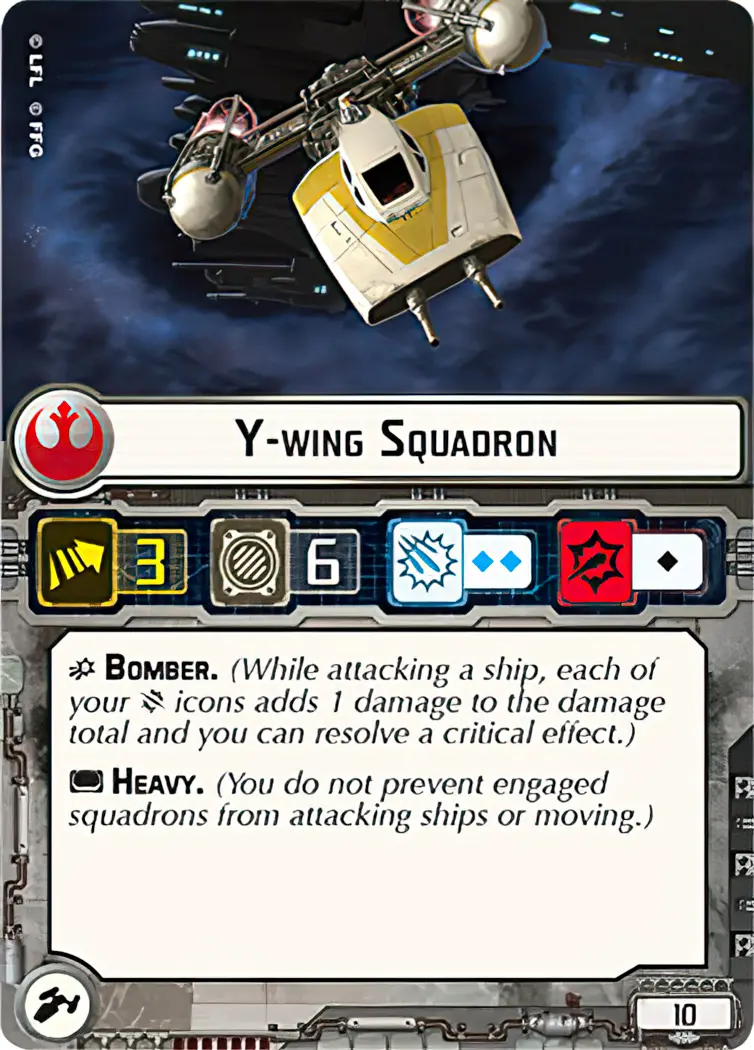 © LFL © FFG
Y-wing Squadron
3
6
Bomber. (While attacking a ship, each of
your icons adds 1 damage to the damage
total and you can resolve a critical effect.)
Heavy. (You do not prevent engaged
squadrons from attacking ships or moving.)
10